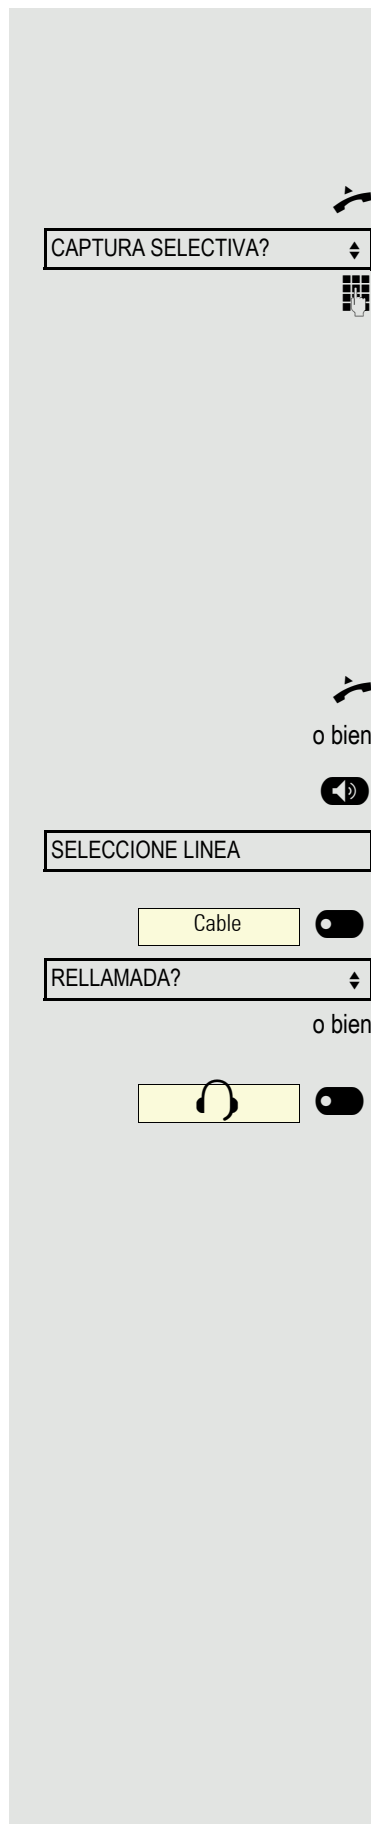 CAPTURA SELECTIVA?
o bien
SELECCIONE LINEA
Cable
RELLAMADA?
o bien